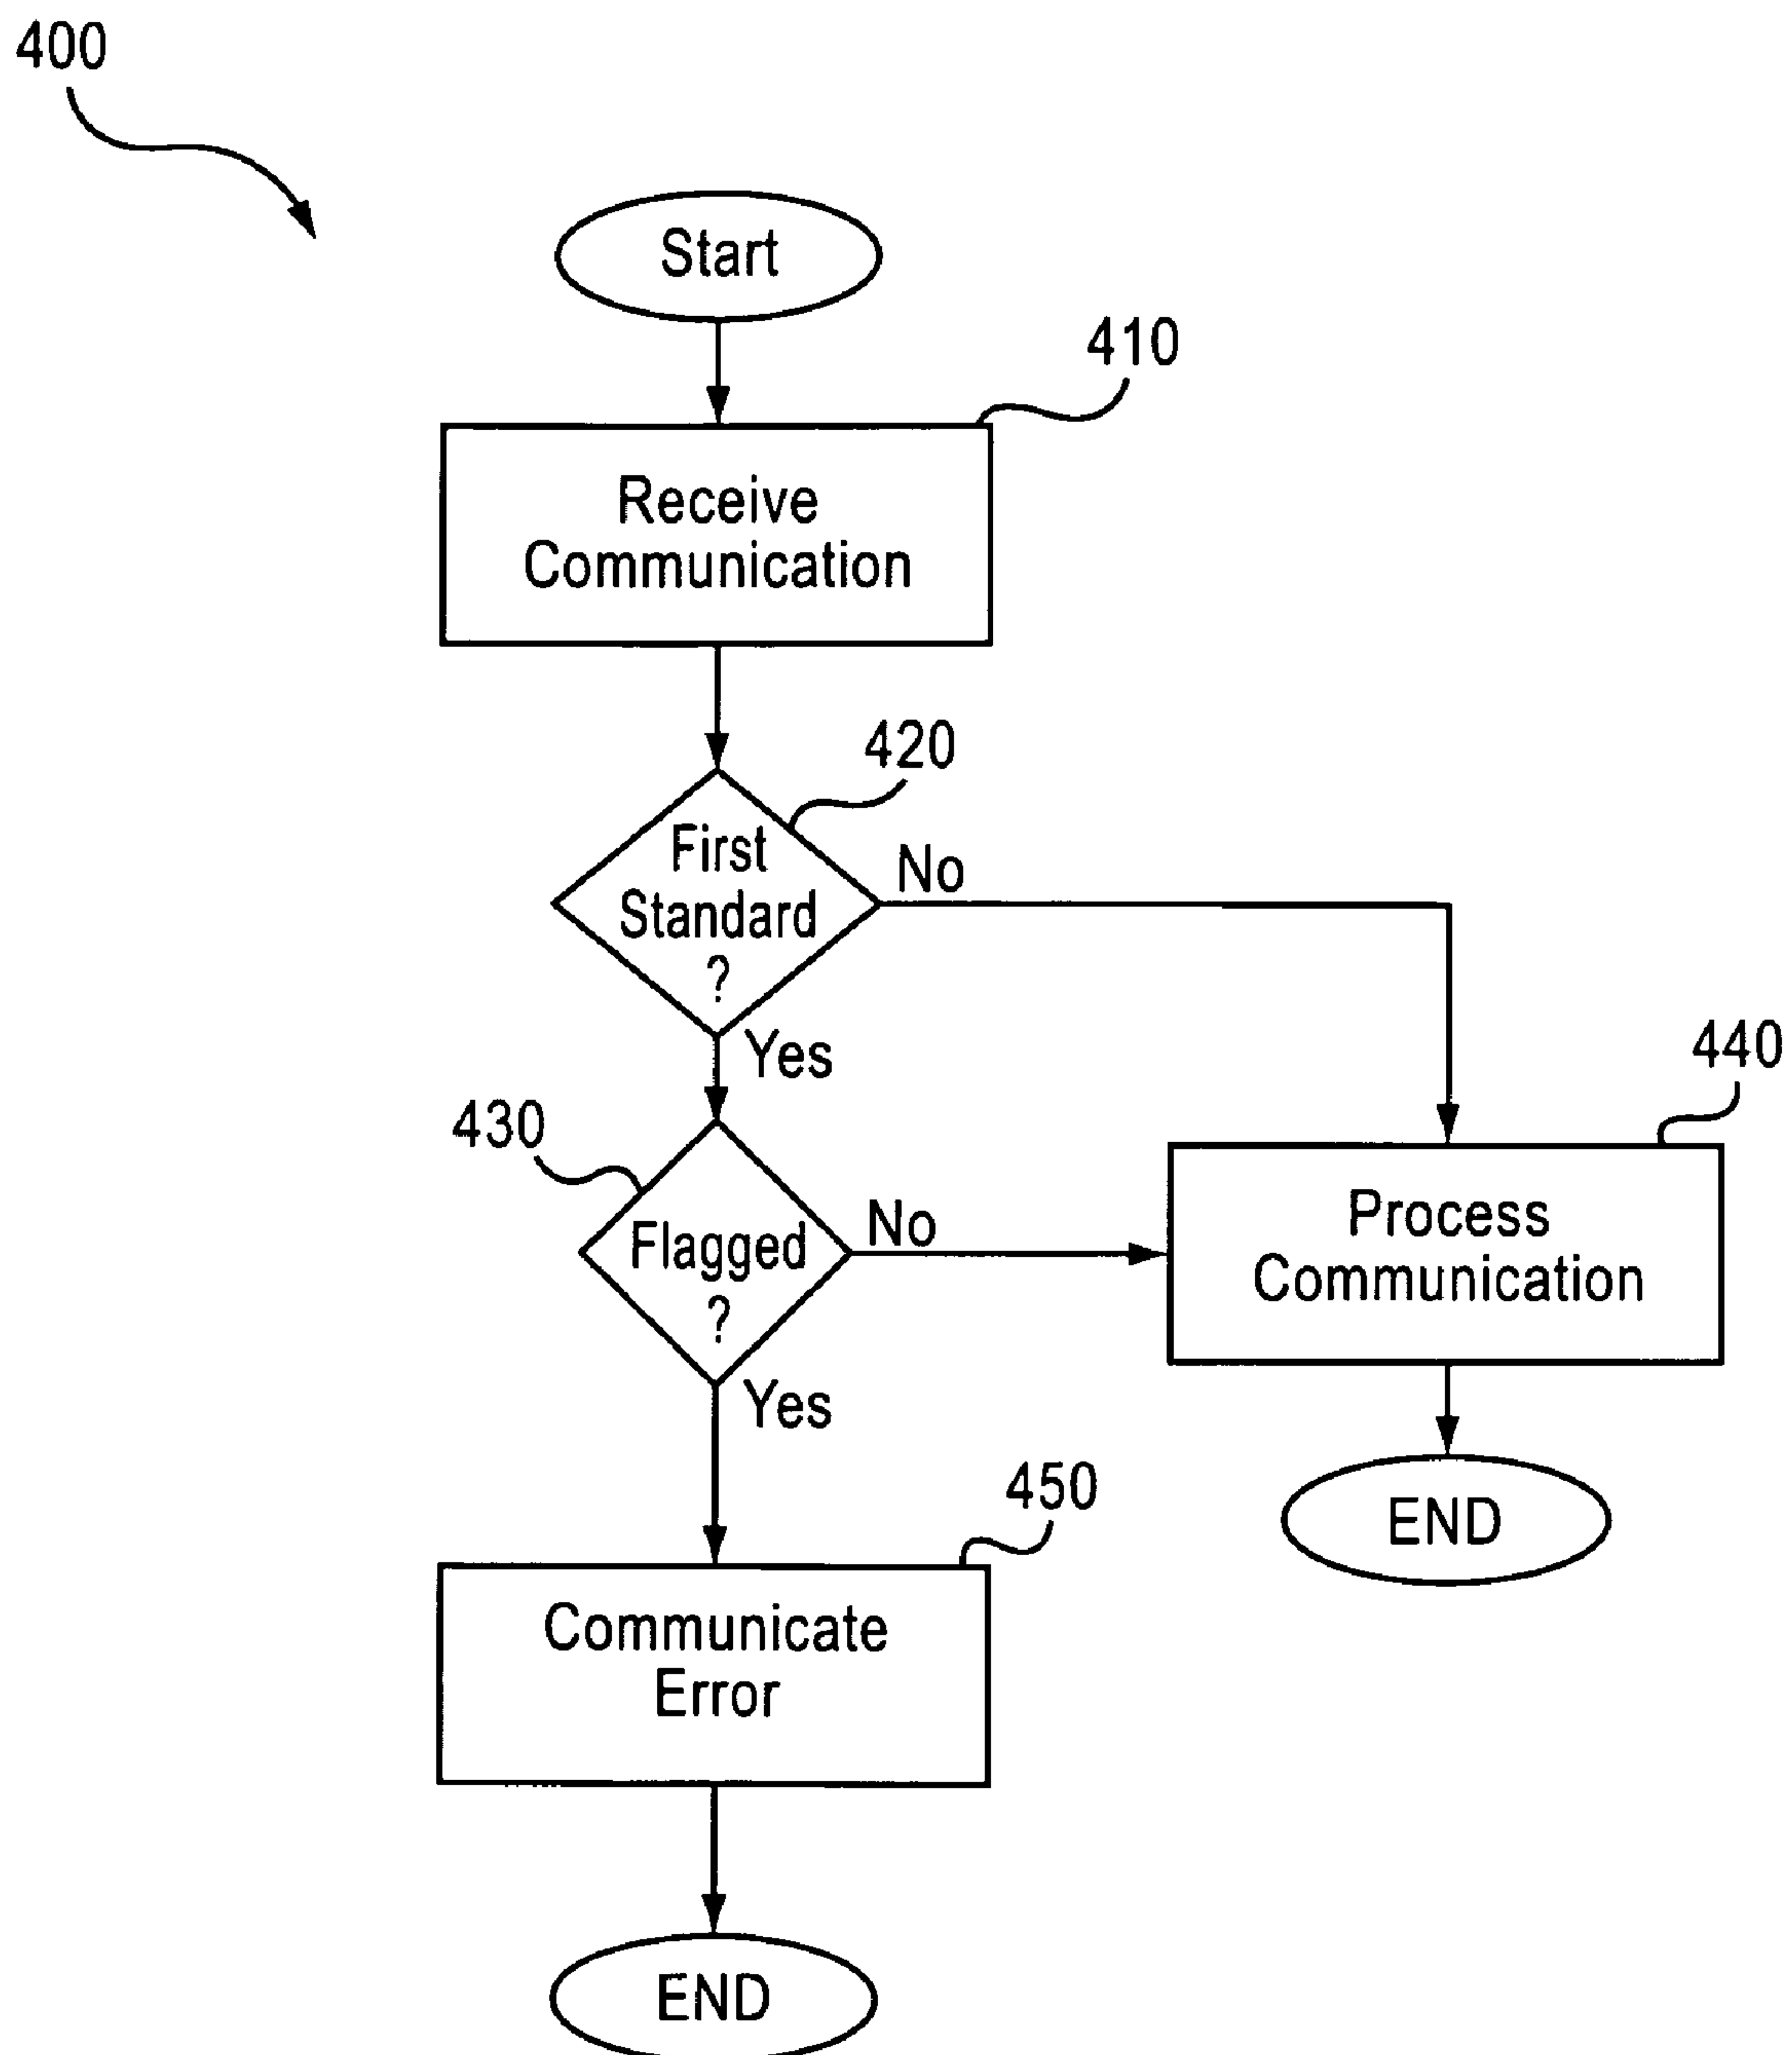 400
Start
410
Receive
Communication
420
First
Standard
?
No
Yes
430
Flagged
?
No
Yes
440
Process
Communication
END
450
Communicate
Error
END